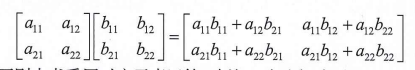 [a₁₁ a₁₂] [b₁₁ b₁₂] = [a₁₁b₁₁+a₁₂b₂₁ a₁₁b₁₂+a₁₂b₂₂]
[a₂₁ a₂₂] [b₂₁ b₂₂] [a₂₁b₁₁+a₂₂b₂₁ a₂₁b₁₂+a₂₂b₂₂]